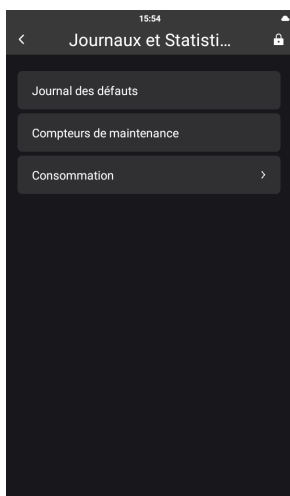 15:54
Journaux et Statisti...
Journal des défauts
Compteurs de maintenance
Consommation